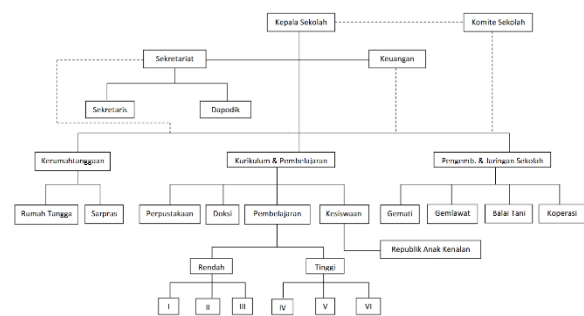 Kepala Sekolah
Komite Sekolah
Sekretariat
Keuangan
Sekretaris
Dapodik
Kerumahtanggaan
Kurikulum & Pembelajaran
Pengemb. & Jaringan Sekolah
Rumah Tangga
Sarpras
Perpustakaan
Doksi
Pembelajaran
Kesiswaan
Gemati
Gemlawat
Balai Tani
Koperasi
Republik Anak Kenalan
Rendah
Tinggi
I
II
III
IV
V
VI